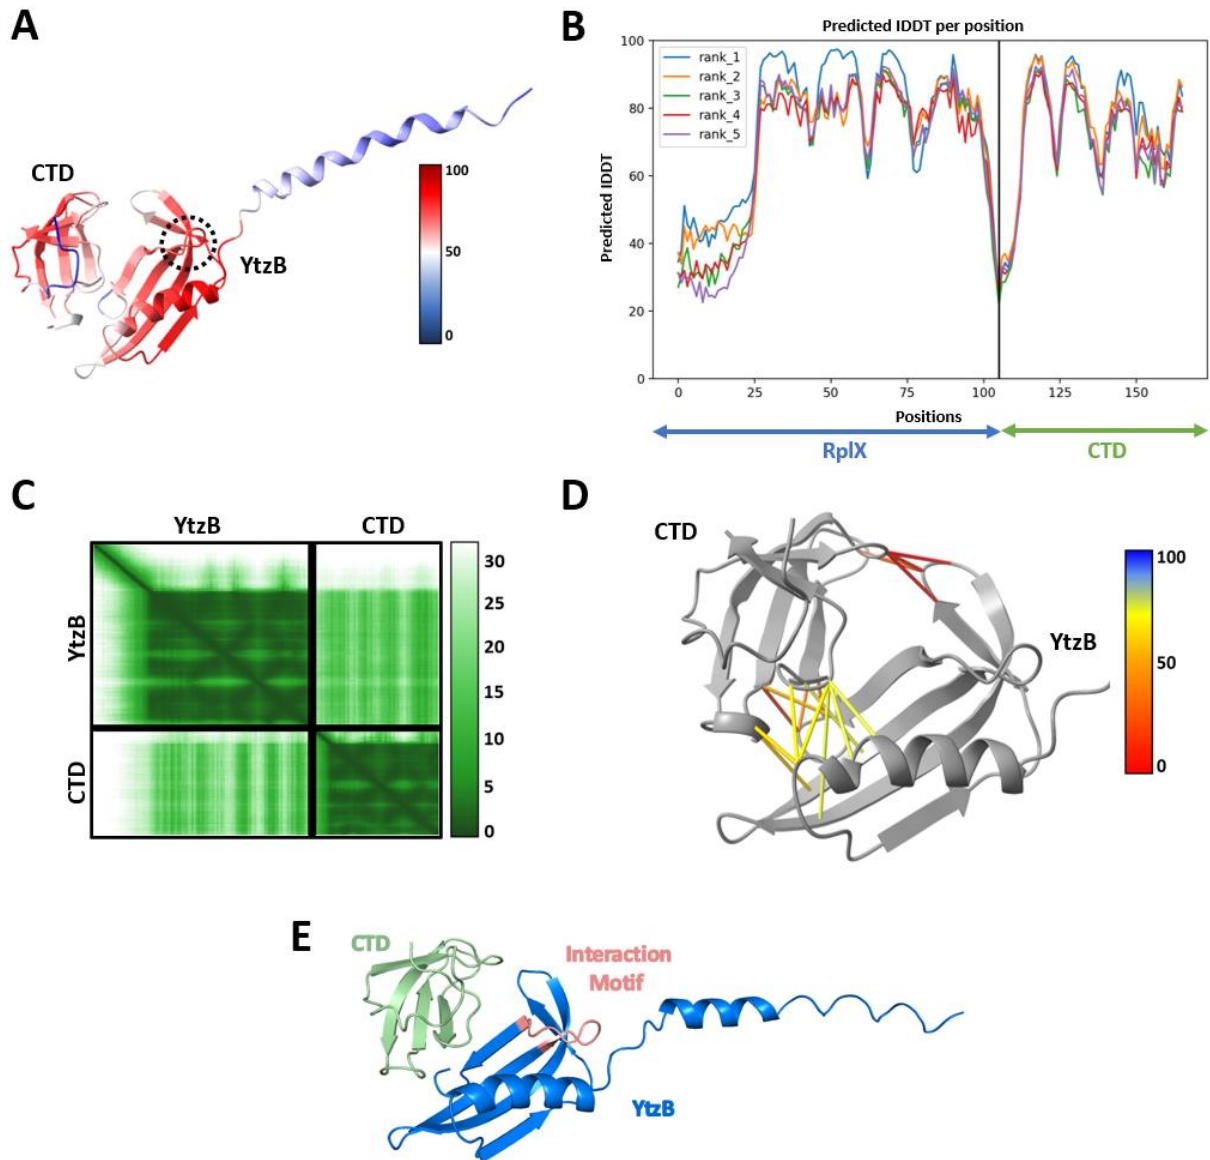 A
CTD
YtzB
100
50
0
B
Predicted IDDT per position
100
80
60
40
20
0
Predicted IDDT
rank_1
rank_2
rank_3
rank_4
rank_5
0
25
50
75
100
125
150
Positions
RplX
CTD
C
YtzB
CTD
YtzB
CTD
30
25
20
15
10
5
0
D
CTD
YtzB
100
50
0
E
CTD
Interaction
Motif
YtzB